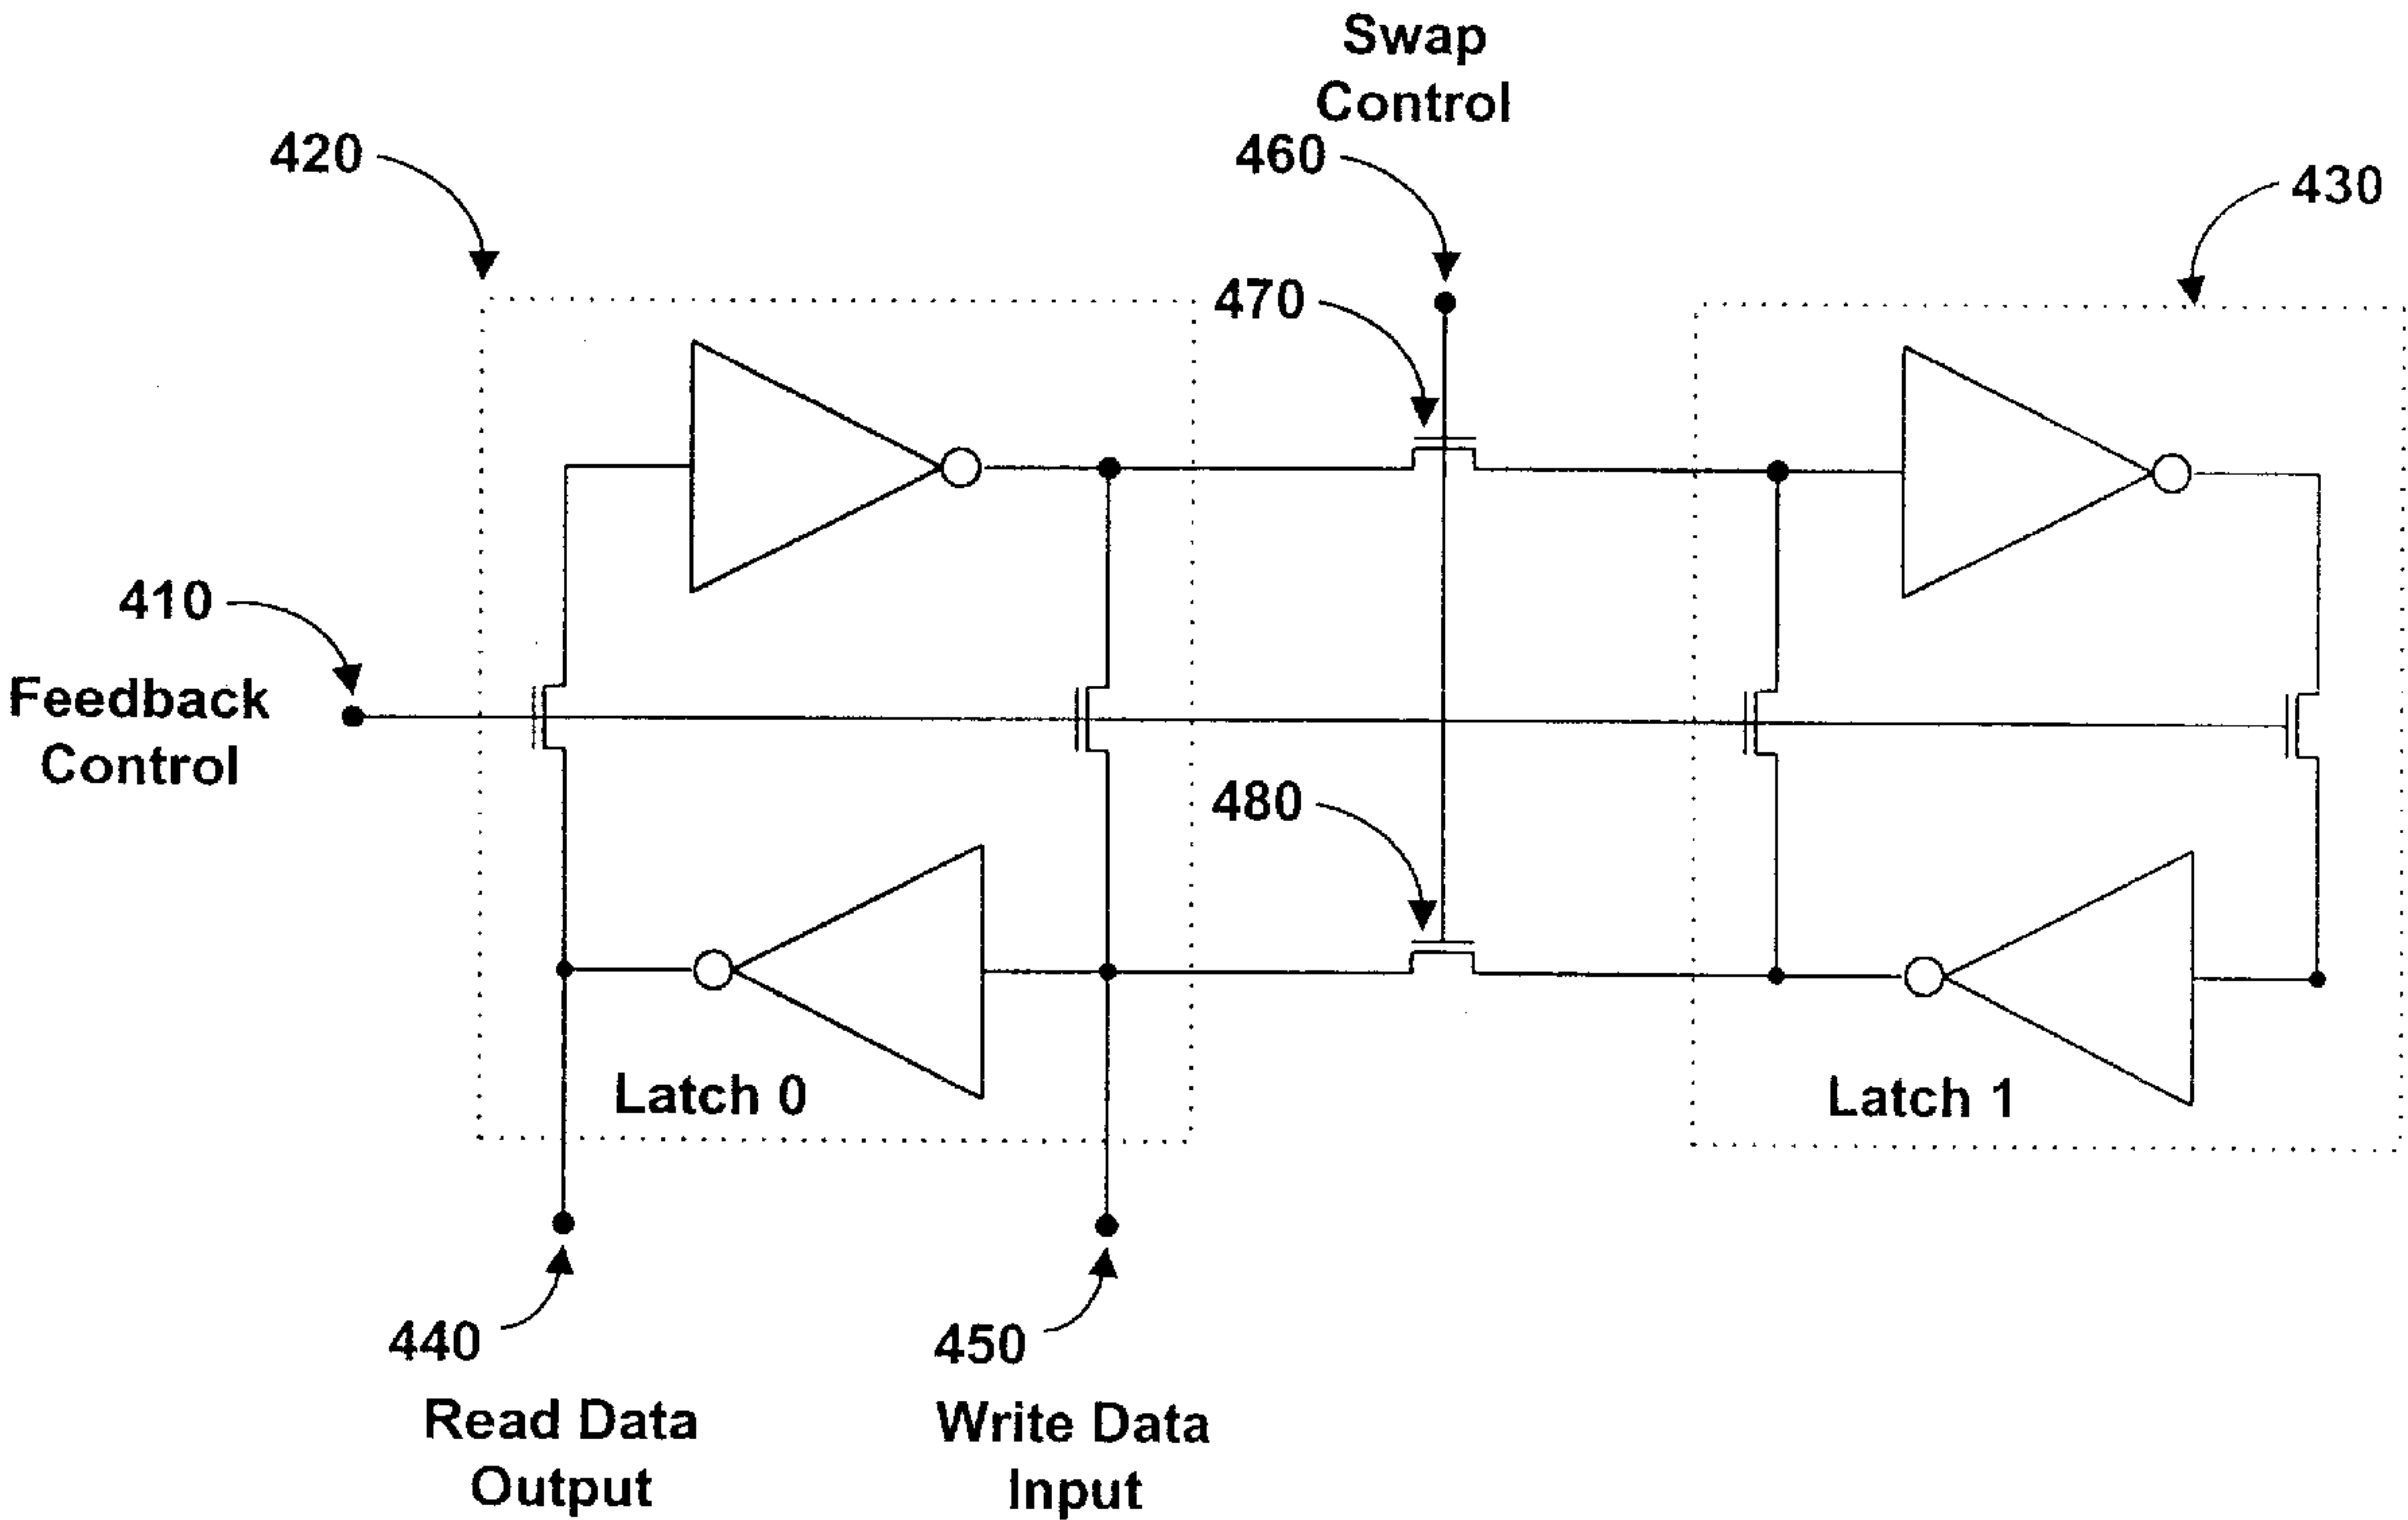 Swap
Control
420
460
430
470
410
Feedback
Control
480
Latch 0
Latch 1
440
450
Read Data
Output
Write Data
Input